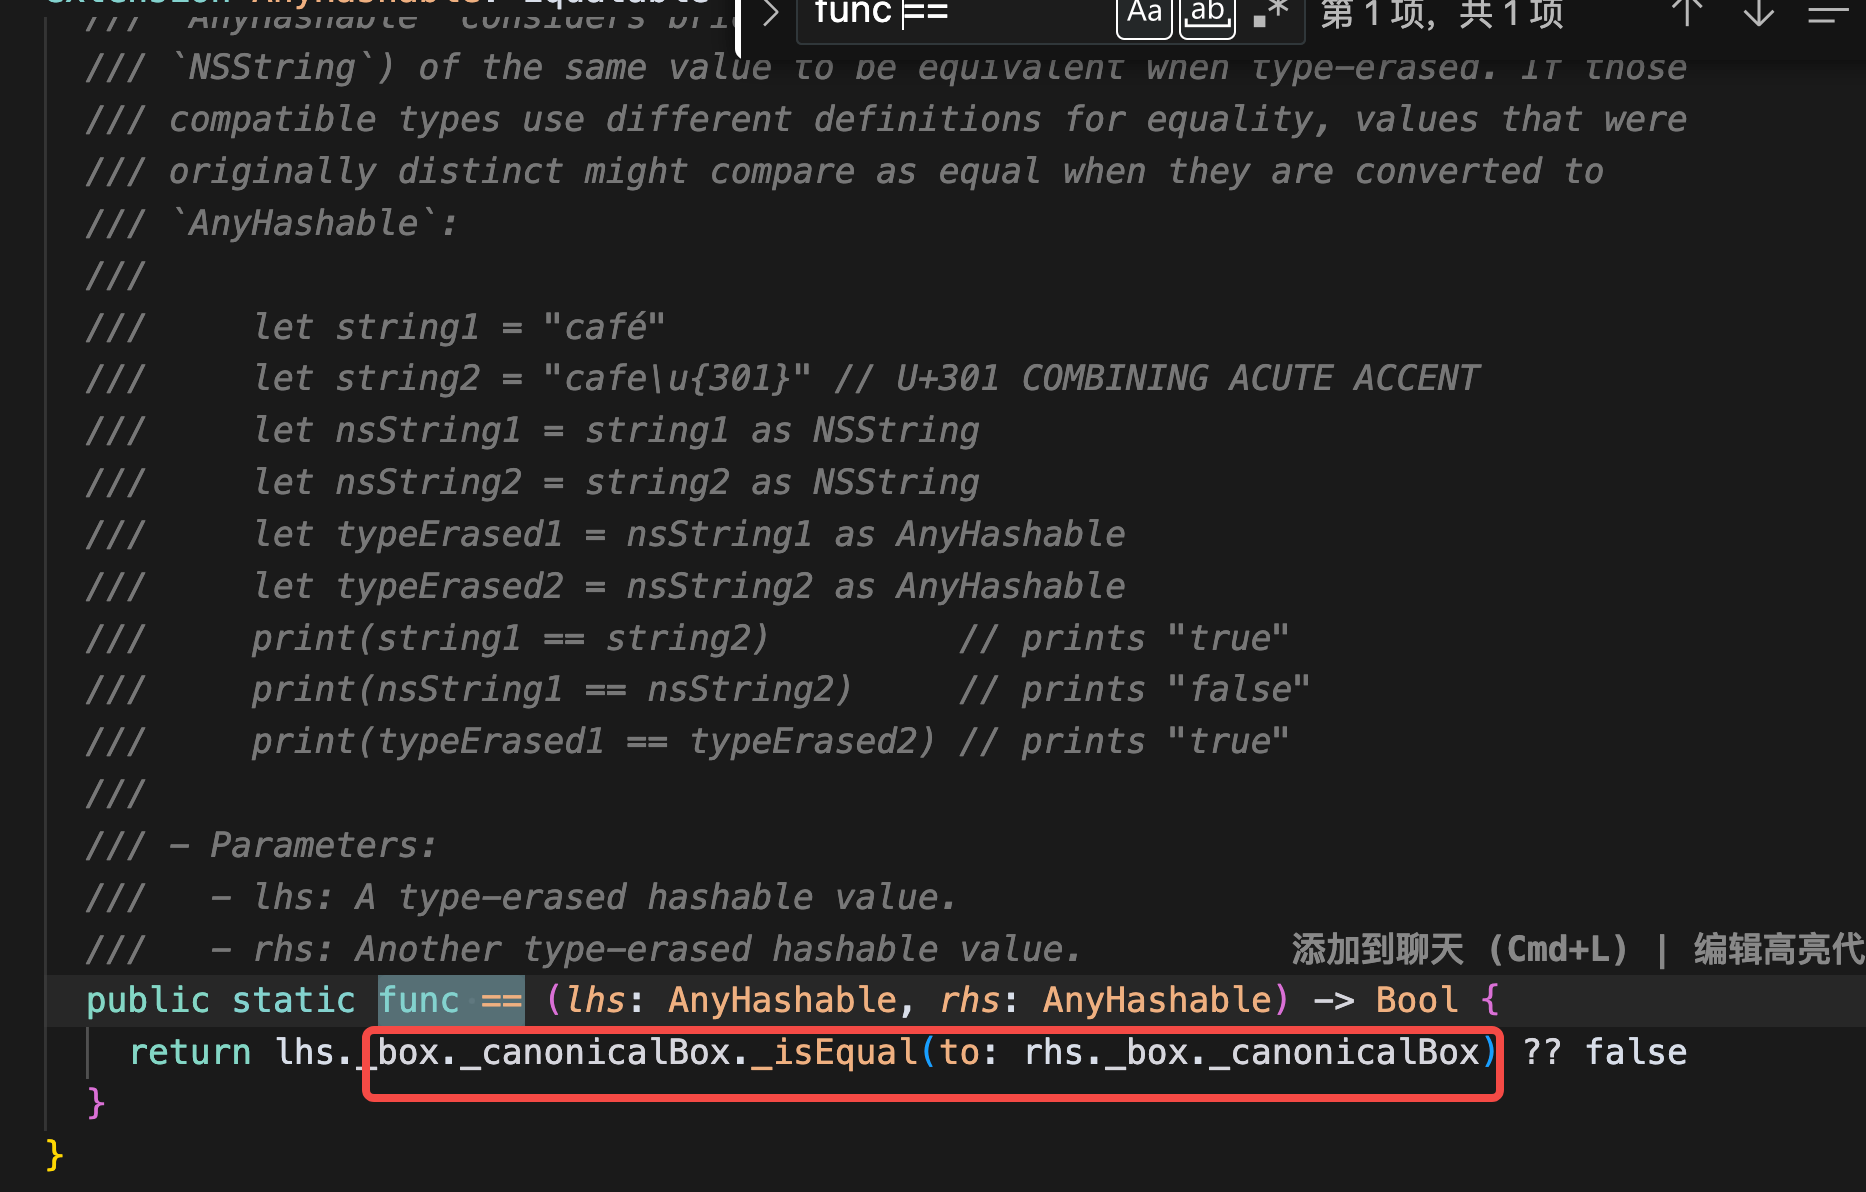 extension AnyHashable: Equatable
func ==
Aa
ab
.*
第 1 项，共 1 项
/// `AnyHashable` considers bri
/// `NSString`) of the same value to be equivalent when type-erased. If those
/// compatible types use different definitions for equality, values that were
/// originally distinct might compare as equal when they are converted to
/// `AnyHashable`:
///
///     let string1 = "café"
///     let string2 = "cafe\u{301}" // U+301 COMBINING ACUTE ACCENT
///     let nsString1 = string1 as NSString
///     let nsString2 = string2 as NSString
///     let typeErased1 = nsString1 as AnyHashable
///     let typeErased2 = nsString2 as AnyHashable
///     print(string1 == string2)         // prints "true"
///     print(nsString1 == nsString2)     // prints "false"
///     print(typeErased1 == typeErased2) // prints "true"
///
/// - Parameters:
///   - lhs: A type-erased hashable value.
///   - rhs: Another type-erased hashable value.
添加到聊天 (Cmd+L) | 编辑高亮代
public static func == (lhs: AnyHashable, rhs: AnyHashable) -> Bool {
return lhs._box._canonicalBox._isEqual(to: rhs._box._canonicalBox) ?? false
}
}